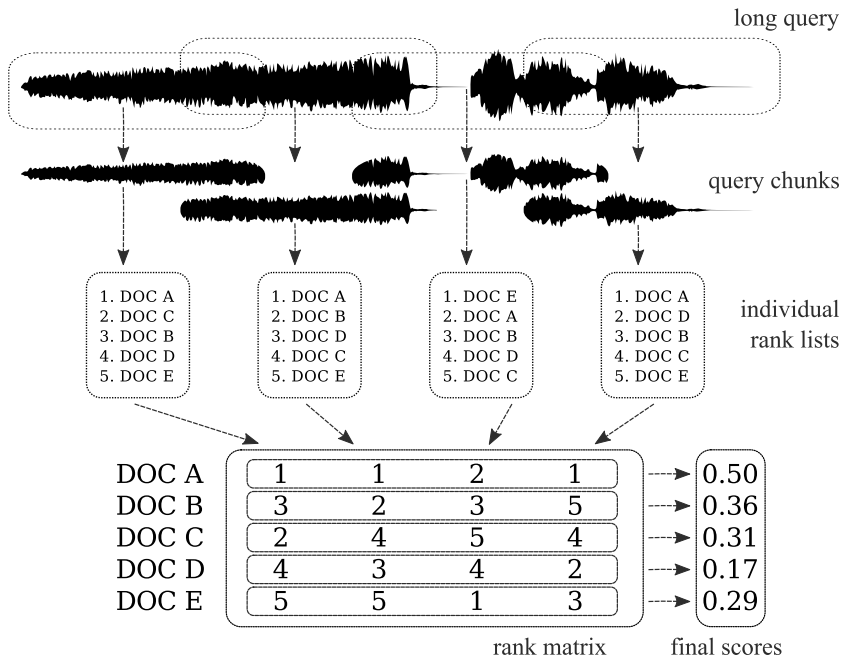 long query
query chunks
1. DOC A
2. DOC C
3. DOC B
4. DOC D
5. DOC E
1. DOC A
2. DOC B
3. DOC D
4. DOC C
5. DOC E
1. DOC E
2. DOC A
3. DOC B
4. DOC D
5. DOC C
1. DOC A
2. DOC D
3. DOC B
4. DOC C
5. DOC E
individual
rank lists
DOC A 1 1 2 1 0.50
DOC B 3 2 3 5 0.36
DOC C 2 4 5 4 0.31
DOC D 4 3 4 2 0.17
DOC E 5 5 1 3 0.29
rank matrix final scores